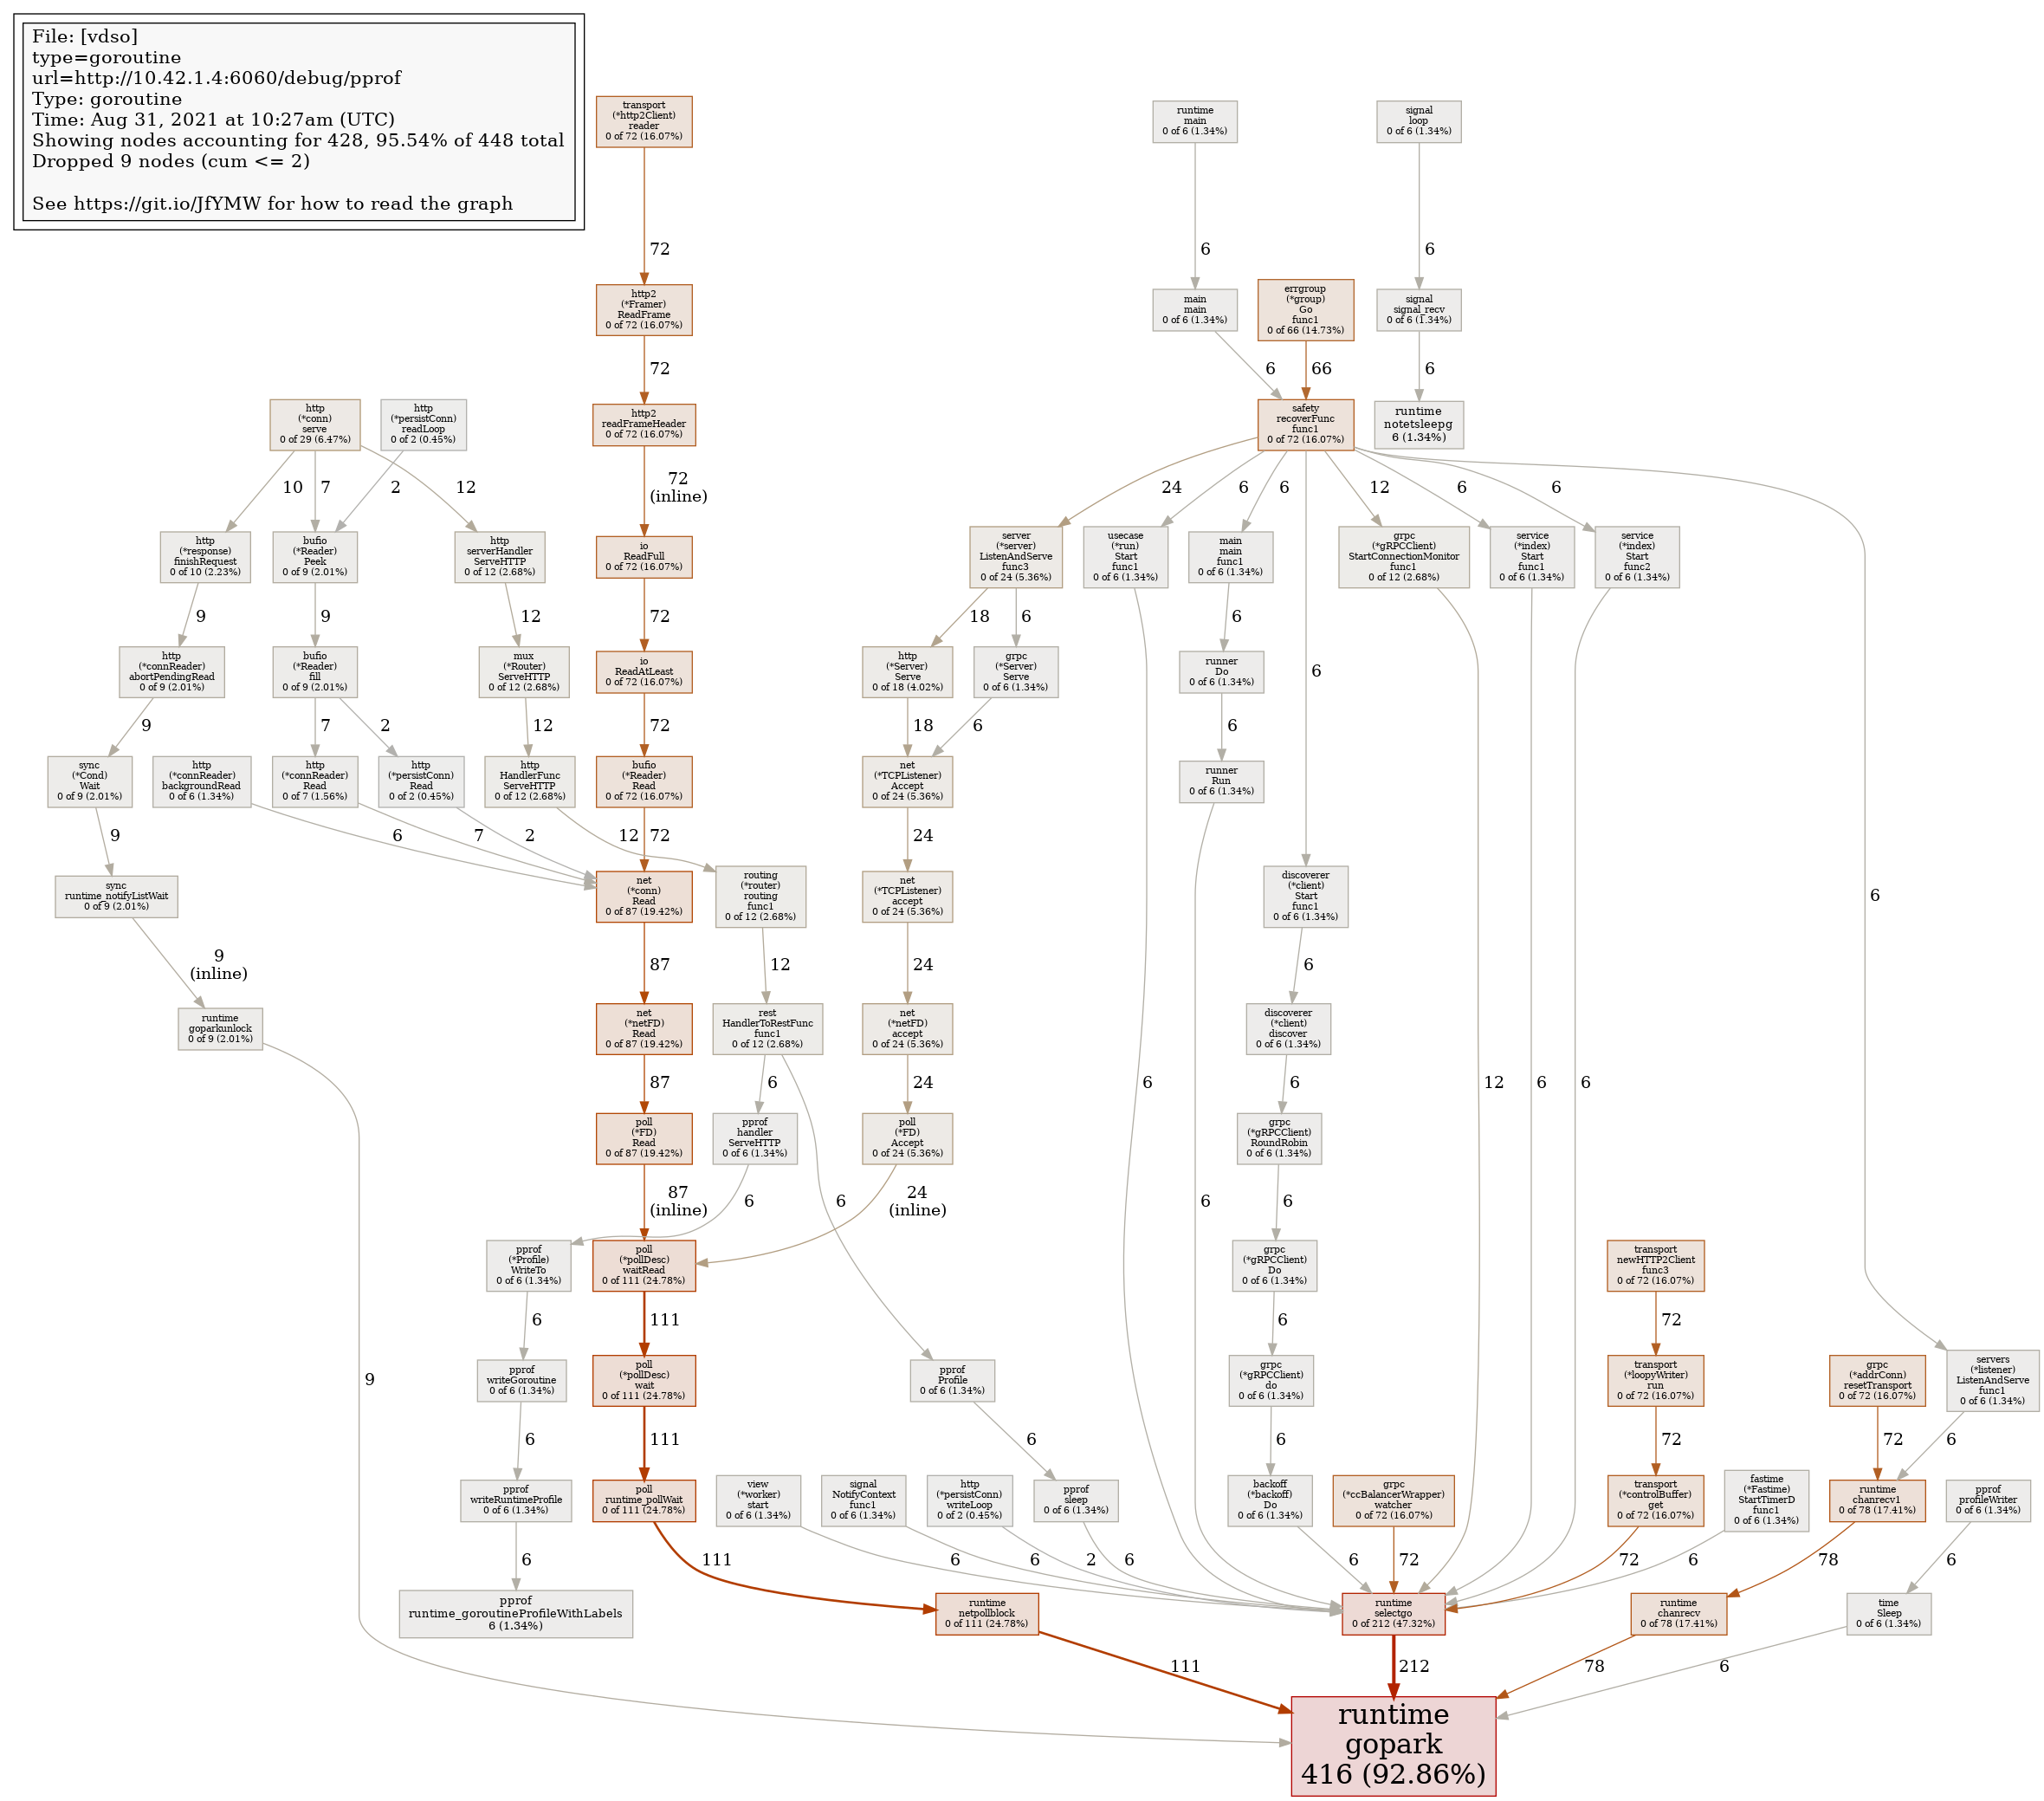 File: [vdso]
type=goroutine
url=http://10.42.1.4:6060/debug/pprof
Type: goroutine
Time: Aug 31, 2021 at 10:27am (UTC)
Showing nodes accounting for 428, 95.54% of 448 total
Dropped 9 nodes (cum <= 2)
See https://git.io/JfYMW for how to read the graph
transport
(*http2Client)
reader
0 of 72 (16.07%)
runtime
main
0 of 6 (1.34%)
signal
loop
0 of 6 (1.34%)
72
6
6
http2
(*Framer)
ReadFrame
0 of 72 (16.07%)
main
main
0 of 6 (1.34%)
errgroup
(*group)
Go
func1
0 of 66 (14.73%)
signal
signal_recv
0 of 6 (1.34%)
72
6
66
6
http
(*conn)
serve
0 of 29 (6.47%)
http
(*persistConn)
readLoop
0 of 2 (0.45%)
http2
readFrameHeader
0 of 72 (16.07%)
safety
recoverFunc
func1
0 of 72 (16.07%)
runtime
notetsleepg
6 (1.34%)
10
7
2
12
72
(inline)
24
6
6
12
6
6
http
(*response)
finishRequest
0 of 10 (2.23%)
bufio
(*Reader)
Peek
0 of 9 (2.01%)
http
serverHandler
ServeHTTP
0 of 12 (2.68%)
io
ReadFull
0 of 72 (16.07%)
server
(*server)
ListenAndServe
func3
0 of 24 (5.36%)
usecase
(*run)
Start
func1
0 of 6 (1.34%)
main
main
func1
0 of 6 (1.34%)
grpc
(*gRPCClient)
StartConnectionMonitor
func1
0 of 12 (2.68%)
service
(*index)
Start
func1
0 of 6 (1.34%)
service
(*index)
Start
func2
0 of 6 (1.34%)
9
9
12
72
18
6
6
http
(*connReader)
abortPendingRead
0 of 9 (2.01%)
bufio
(*Reader)
fill
0 of 9 (2.01%)
mux
(*Router)
ServeHTTP
0 of 12 (2.68%)
io
ReadAtLeast
0 of 72 (16.07%)
http
(*Server)
Serve
0 of 18 (4.02%)
grpc
(*Server)
Serve
0 of 6 (1.34%)
runner
Do
0 of 6 (1.34%)
6
9
7
2
12
72
18
6
6
sync
(*Cond)
Wait
0 of 9 (2.01%)
http
(*connReader)
backgroundRead
0 of 6 (1.34%)
http
(*connReader)
Read
0 of 7 (1.56%)
http
(*persistConn)
Read
0 of 2 (0.45%)
http
HandlerFunc
ServeHTTP
0 of 12 (2.68%)
bufio
(*Reader)
Read
0 of 72 (16.07%)
net
(*TCPListener)
Accept
0 of 24 (5.36%)
runner
Run
0 of 6 (1.34%)
9
6
7
2
12
72
24
sync
runtime_notifyListWait
0 of 9 (2.01%)
net
(*conn)
Read
0 of 87 (19.42%)
routing
(*router)
routing
func1
0 of 12 (2.68%)
net
(*TCPListener)
accept
0 of 24 (5.36%)
discoverer
(*client)
Start
func1
0 of 6 (1.34%)
6
9
(inline)
87
12
24
6
runtime
goparkunlock
0 of 9 (2.01%)
net
(*netFD)
Read
0 of 87 (19.42%)
rest
HandlerToRestFunc
func1
0 of 12 (2.68%)
net
(*netFD)
accept
0 of 24 (5.36%)
discoverer
(*client)
discover
0 of 6 (1.34%)
87
6
24
6
6
12
6
6
poll
(*FD)
Read
0 of 87 (19.42%)
pprof
handler
ServeHTTP
0 of 6 (1.34%)
poll
(*FD)
Accept
0 of 24 (5.36%)
grpc
(*gRPCClient)
RoundRobin
0 of 6 (1.34%)
87
(inline)
6
6
24
(inline)
6
6
pprof
(*Profile)
WriteTo
0 of 6 (1.34%)
poll
(*pollDesc)
waitRead
0 of 111 (24.78%)
grpc
(*gRPCClient)
Do
0 of 6 (1.34%)
transport
newHTTP2Client
func3
0 of 72 (16.07%)
6
111
6
72
9
pprof
writeGoroutine
0 of 6 (1.34%)
poll
(*pollDesc)
wait
0 of 111 (24.78%)
pprof
Profile
0 of 6 (1.34%)
grpc
(*gRPCClient)
do
0 of 6 (1.34%)
transport
(*loopyWriter)
run
0 of 72 (16.07%)
grpc
(*addrConn)
resetTransport
0 of 72 (16.07%)
servers
(*listener)
ListenAndServe
func1
0 of 6 (1.34%)
6
111
6
6
72
72
6
pprof
writeRuntimeProfile
0 of 6 (1.34%)
poll
runtime_pollWait
0 of 111 (24.78%)
view
(*worker)
start
0 of 6 (1.34%)
signal
NotifyContext
func1
0 of 6 (1.34%)
http
(*persistConn)
writeLoop
0 of 2 (0.45%)
pprof
sleep
0 of 6 (1.34%)
backoff
(*backoff)
Do
0 of 6 (1.34%)
grpc
(*ccBalancerWrapper)
watcher
0 of 72 (16.07%)
transport
(*controlBuffer)
get
0 of 72 (16.07%)
fastime
(*Fastime)
StartTimerD
func1
0 of 6 (1.34%)
runtime
chanrecv1
0 of 78 (17.41%)
pprof
profileWriter
0 of 6 (1.34%)
6
111
6
6
2
6
6
72
72
6
78
6
pprof
runtime_goroutineProfileWithLabels
6 (1.34%)
runtime
netpollblock
0 of 111 (24.78%)
runtime
selectgo
0 of 212 (47.32%)
runtime
chanrecv
0 of 78 (17.41%)
time
Sleep
0 of 6 (1.34%)
111
212
78
6
runtime
gopark
416 (92.86%)